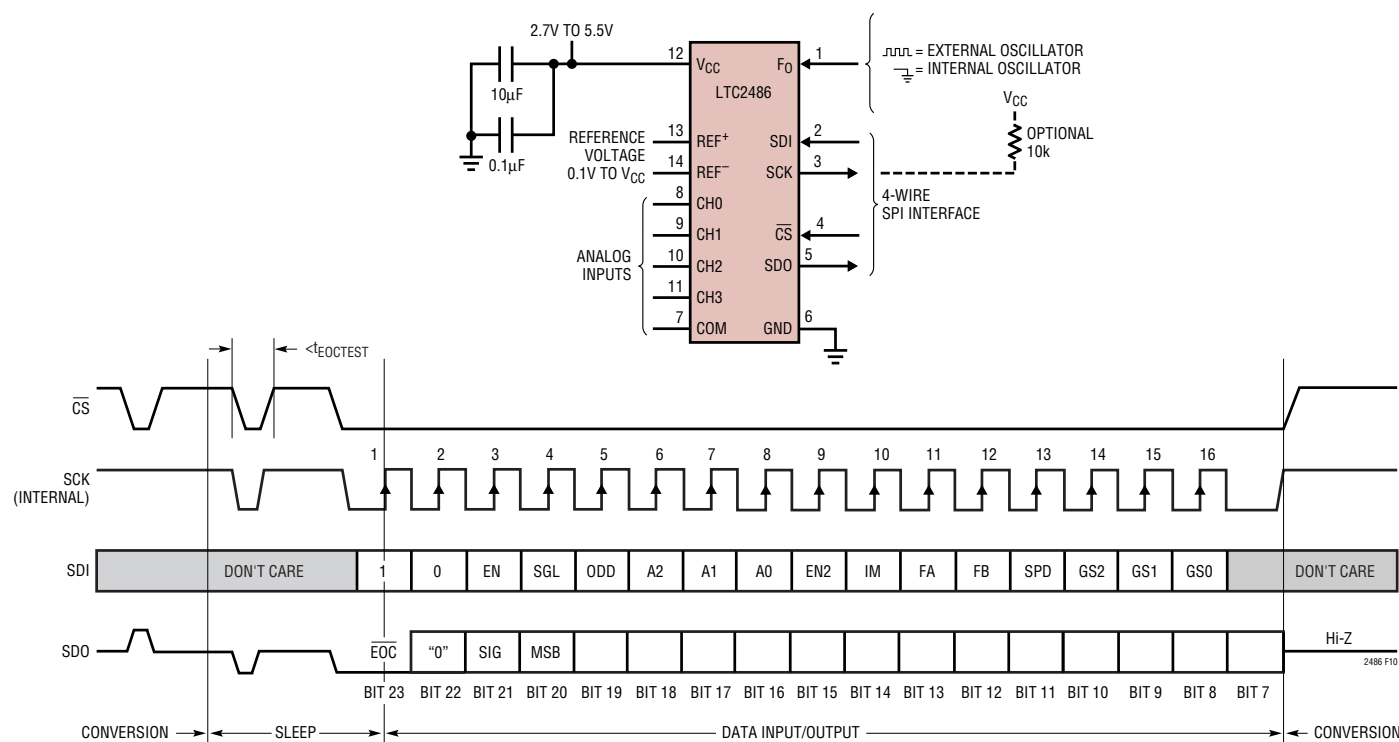 2.7V TO 5.5V
12
VCC
FO
1
= EXTERNAL OSCILLATOR
= INTERNAL OSCILLATOR
LTC2486
10µF
0.1µF
VCC
OPTIONAL
10k
REFERENCE
VOLTAGE
0.1V TO VCC
13
REF+
14
REF–
SDI
2
SCK
3
4-WIRE
SPI INTERFACE
CS
4
SDO
5
ANALOG
INPUTS
8
CH0
9
CH1
10
CH2
11
CH3
7
COM
GND
6
<tEOCTEST
CS
SCK
(INTERNAL)
1 2 3 4 5 6 7 8 9 10 11 12 13 14 15 16
SDI
DON'T CARE 1 0 EN SGL ODD A2 A1 A0 EN2 IM FA FB SPD GS2 GS1 GS0 DON'T CARE
SDO
EOC "0" SIG MSB
Hi-Z
2486 F10
BIT 23 BIT 22 BIT 21 BIT 20 BIT 19 BIT 18 BIT 17 BIT 16 BIT 15 BIT 14 BIT 13 BIT 12 BIT 11 BIT 10 BIT 9 BIT 8 BIT 7
CONVERSION SLEEP DATA INPUT/OUTPUT CONVERSION